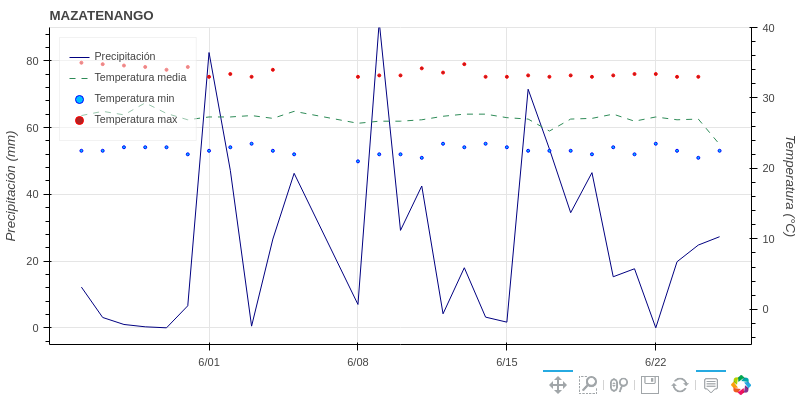 MAZATENANGO
Precipitación
Temperatura media
Temperatura min
Temperatura max
Precipitación (mm)
80
60
40
20
0
Temperatura (°C)
40
30
20
10
0
6/01
6/08
6/15
6/22